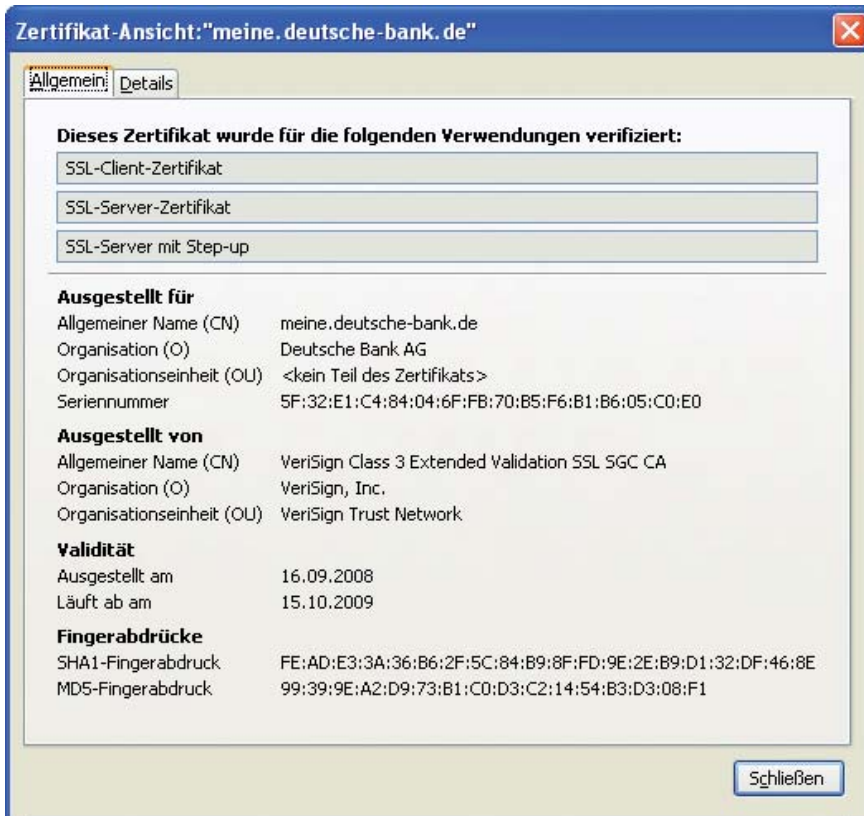 Zertifikat-Ansicht:"meine.deutsche-bank.de"
Allgemein Details
Dieses Zertifikat wurde für die folgenden Verwendungen verifiziert:
SSL-Client-Zertifikat
SSL-Server-Zertifikat
SSL-Server mit Step-up
Ausgestellt für
Allgemeiner Name (CN) meine.deutsche-bank.de
Organisation (O) Deutsche Bank AG
Organisationseinheit (OU) <kein Teil des Zertifikats>
Seriennummer 5F:32:E1:C4:84:04:6F:FB:70:B5:F6:B1:B6:05:C0:E0
Ausgestellt von
Allgemeiner Name (CN) VeriSign Class 3 Extended Validation SSL SGC CA
Organisation (O) VeriSign, Inc.
Organisationseinheit (OU) VeriSign Trust Network
Validität
Ausgestellt am 16.09.2008
Läuft ab am 15.10.2009
Fingerabdrücke
SHA1-Fingerabdruck FE:AD:E3:3A:36:B6:2F:5C:84:B9:8F:FD:9E:2E:B9:D1:32:DF:46:8E
MD5-Fingerabdruck 99:39:9E:A2:D9:73:B1:C0:D3:C2:14:54:B3:D3:08:F1
Schließen